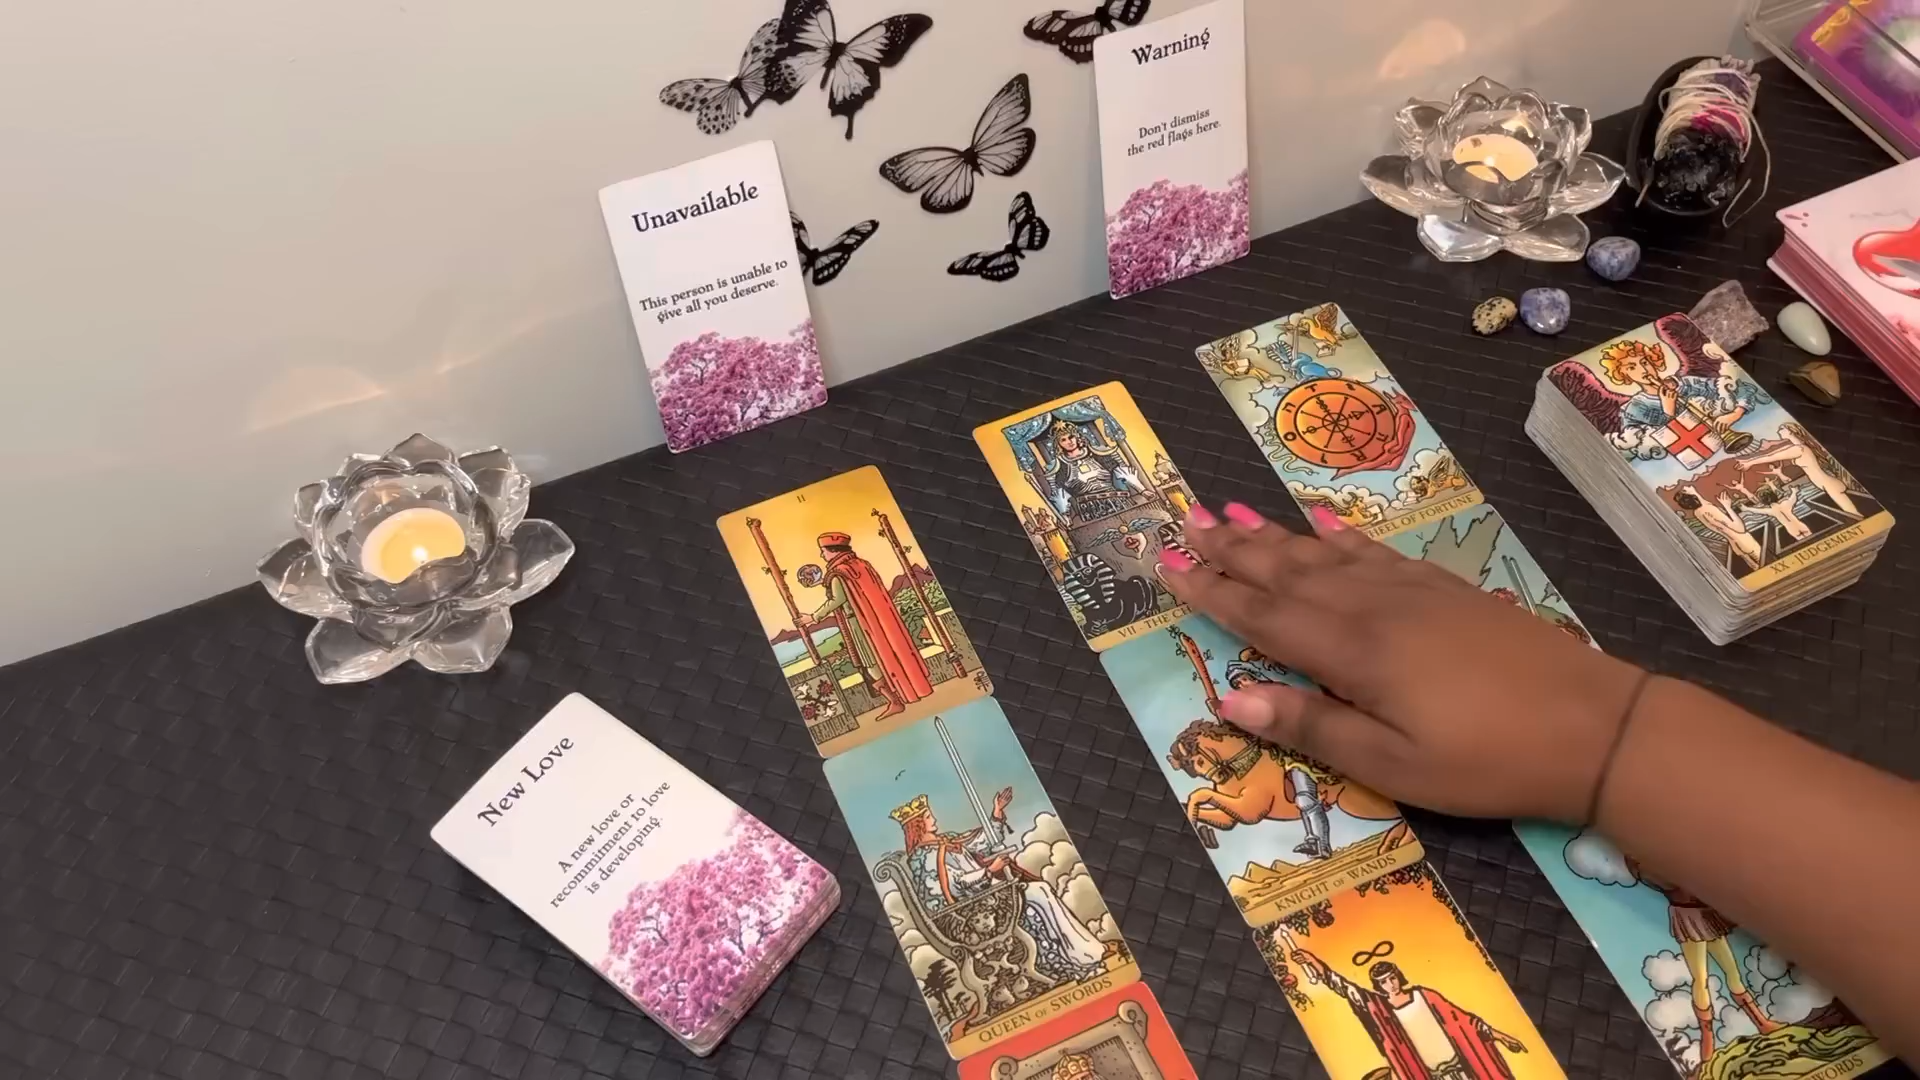 Unavailable
This person is unable to
give all you deserve.
Warning
Don't dismiss
the red flags here.
New Love
A new love or
recommitment to love
is developing.
II
QUEEN OF SWORDS
VII - THE
KNIGHT OF WANDS
WHEEL OF FORTUNE
V
XX - JUDGEMENT